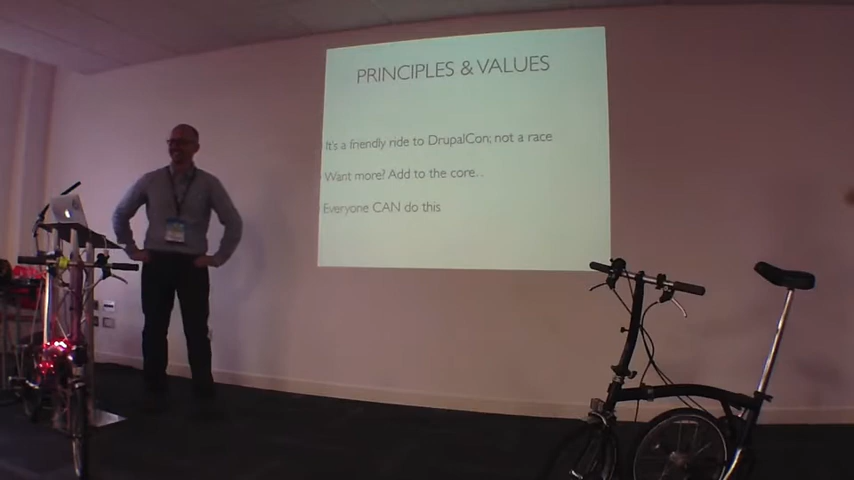 PRINCIPLES & VALUES
It's a friendly ride to DrupalCon; not a race
Want more? Add to the core. . .
Everyone CAN do this